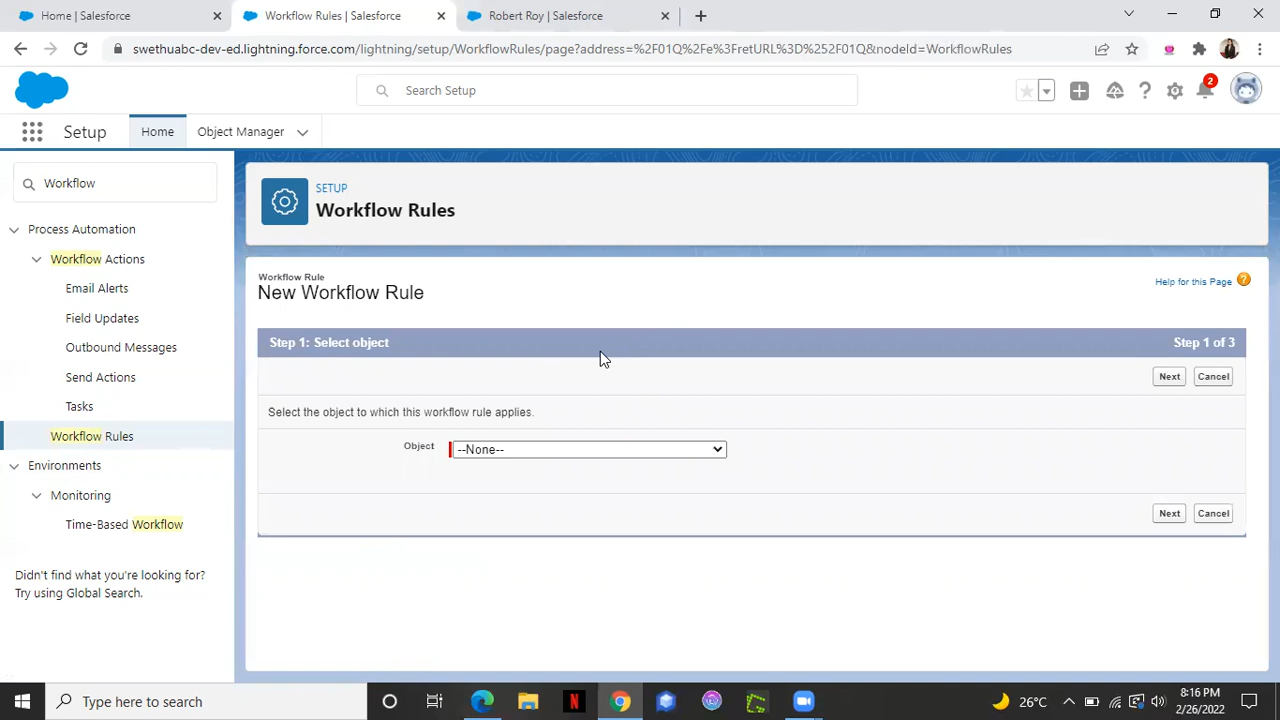 Home | Salesforce
Workflow Rules | Salesforce
Robert Roy | Salesforce
swethuabc-dev-ed.lightning.force.com/lightning/setup/WorkflowRules/page?address=%2F01Q%2Fe%3FretURL%3D%252F01Q&nodeId=WorkflowRules
Search Setup
2
Setup
Home
Object Manager
Workflow
Process Automation
Workflow Actions
Email Alerts
Field Updates
Outbound Messages
Send Actions
Tasks
Workflow Rules
Environments
Monitoring
Time-Based Workflow
Didn't find what you're looking for?
Try using Global Search.
SETUP
Workflow Rules
Workflow Rule
New Workflow Rule
Help for this Page ?
Step 1: Select object
Step 1 of 3
Next Cancel
Select the object to which this workflow rule applies.
Object --None--
Next Cancel
Type here to search
26°C
8:16 PM
2/26/2022